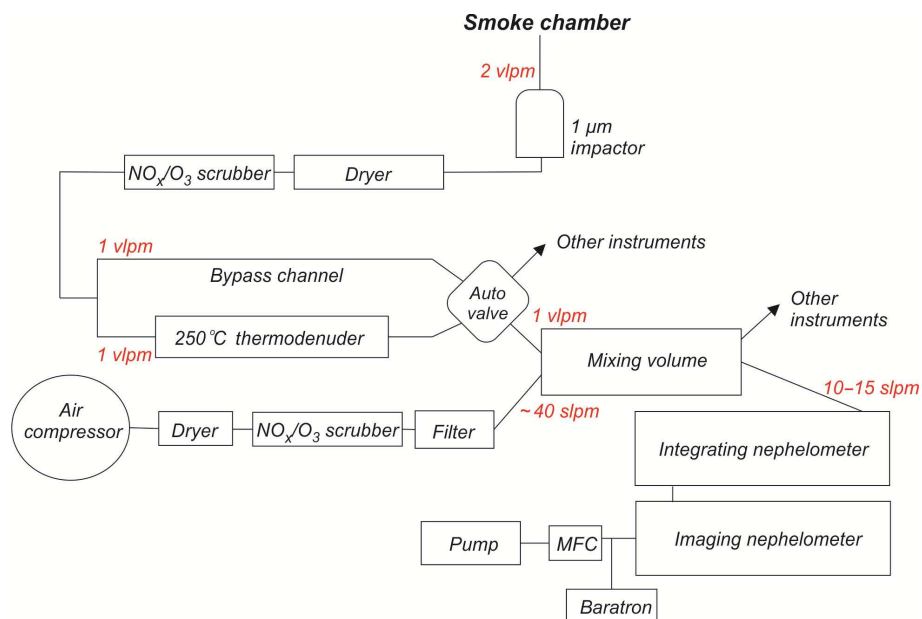 Smoke chamber
2 vlpm
1 µm
impactor
NOx/O3 scrubber
Dryer
1 vlpm
Bypass channel
Other instruments
Auto
valve
1 vlpm
Other
instruments
250°C thermodenuder
1 vlpm
Mixing volume
10–15 slpm
~40 slpm
Air
compressor
Dryer
NOx/O3 scrubber
Filter
Integrating nephelometer
Pump
MFC
Imaging nephelometer
Baratron